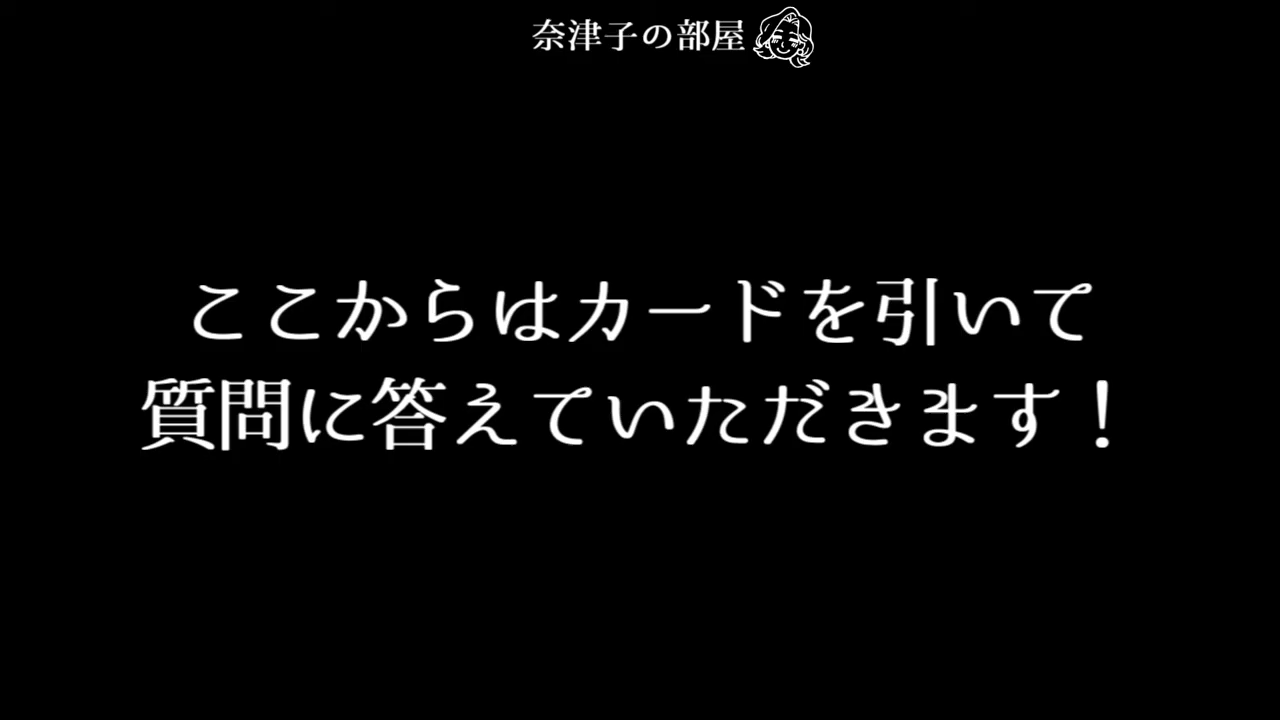 奈津子の部屋
ここからはカードを引いて
質問に答えていただきます！